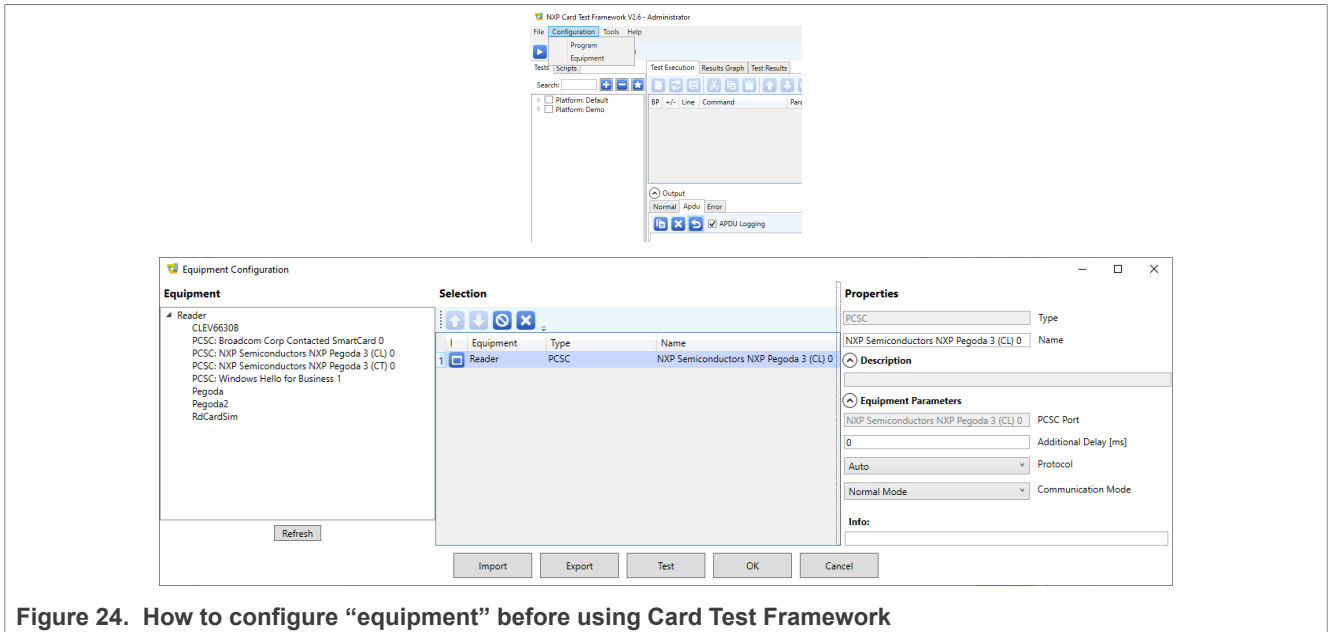 NXP Card Test Framework V2.6 - Administrator
File Configuration Tools Help
Program
Equipment
Tests Scripts
Test Execution Results Graph Test Results
Search:
Platform: Default
Platform: Demo
BP +/- Line Command
Output
Normal Apdu Error
APDU Logging
Equipment Configuration
Equipment
Reader
CLEV6630B
PCSC: Broadcom Corp Contacted SmartCard 0
PCSC: NXP Semiconductors NXP Pegoda 3 (CL) 0
PCSC: NXP Semiconductors NXP Pegoda 3 (CT) 0
PCSC: Windows Hello for Business 1
Pegoda
Pegoda2
RdCardSim
Refresh
Selection
I Equipment Type Name
1 Reader PCSC NXP Semiconductors NXP Pegoda 3 (CL) 0
Properties
PCSC Type
NXP Semiconductors NXP Pegoda 3 (CL) 0 Name
Description
Equipment Parameters
NXP Semiconductors NXP Pegoda 3 (CL) 0 PCSC Port
0 Additional Delay [ms]
Auto Protocol
Normal Mode Communication Mode
Info:
Import Export Test OK Cancel
Figure 24. How to configure “equipment” before using Card Test Framework